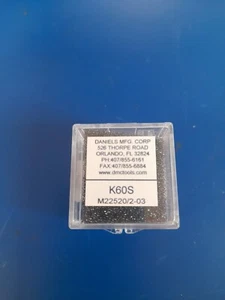 DANIELS MFG. CORP
526 THORPE ROAD
ORLANDO, FL 32824
PH:407/855-6161
FAX:407/855-6884
www.dmctools.com
K60S
M22520/2-03